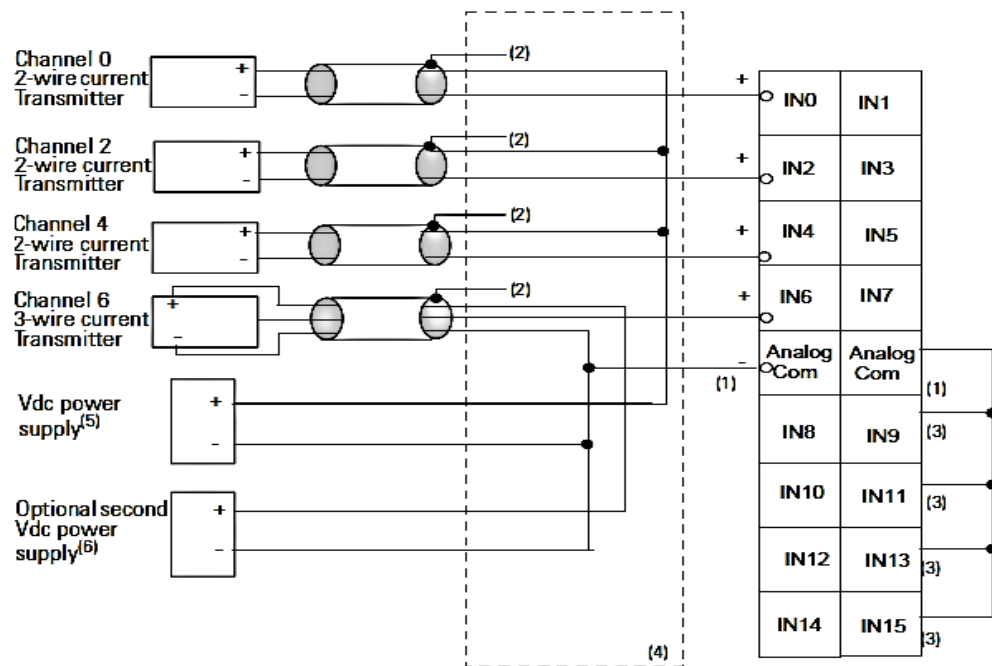 Channel 0
2-wire current
Transmitter
+
-
(2)
Channel 2
2-wire current
Transmitter
+
-
(2)
Channel 4
2-wire current
Transmitter
+
-
(2)
Channel 6
3-wire current
Transmitter
+
-
(2)
Vdc power
supply(5)
+
-
Optional second
Vdc power
supply(6)
+
-
(4)
+
IN0 IN1
+
IN2 IN3
+
IN4 IN5
+
IN6 IN7
-
(1)
Analog Analog
Com Com
(1)
IN8 IN9
(3)
IN10 IN11
(3)
IN12 IN13
(3)
IN14 IN15
(3)